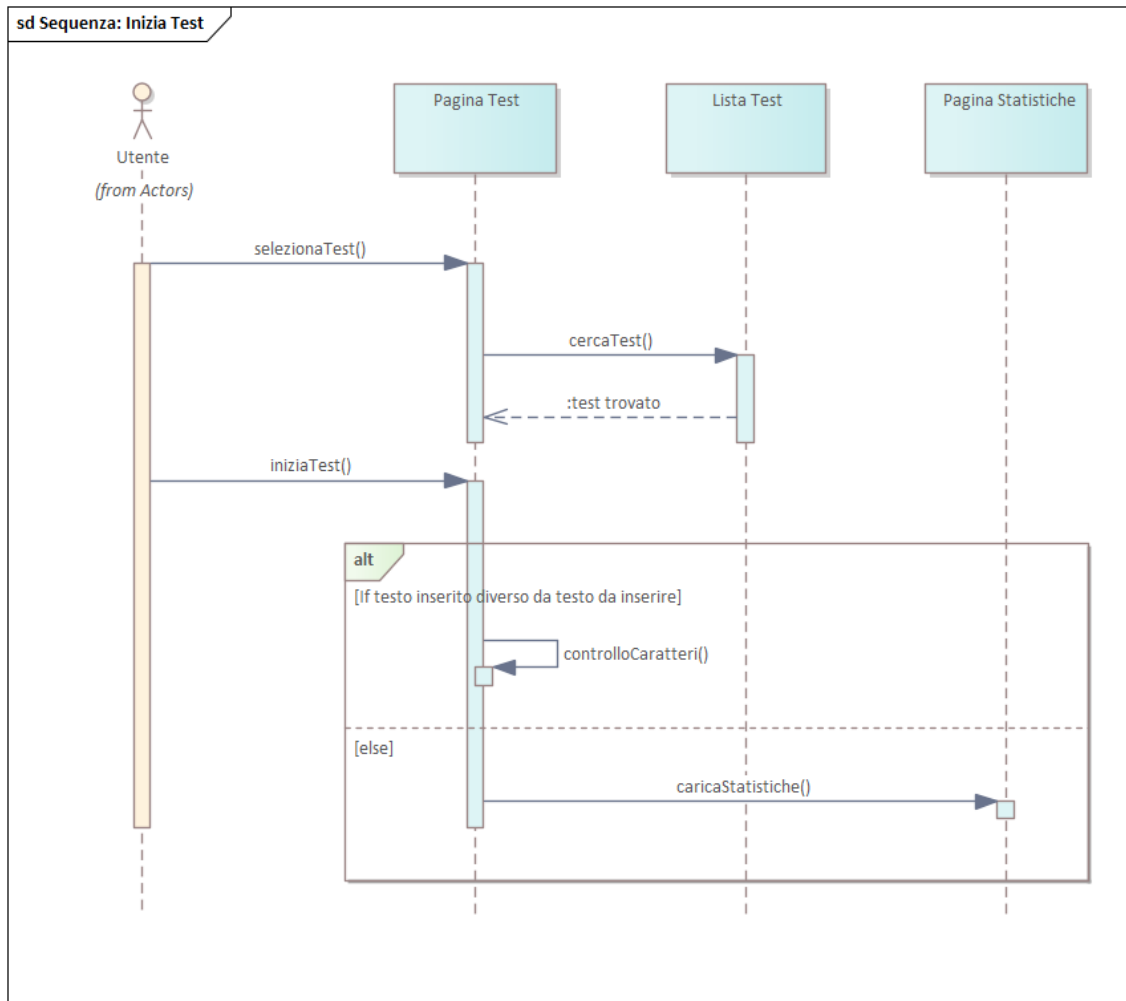 sd Sequenza: Inizia Test
Pagina Test
Lista Test
Pagina Statistiche
Utente
(from Actors)
selezionaTest()
cercaTest()
:test trovato
iniziaTest()
alt
[If testo inserito diverso da testo da inserire]
controlloCaratteri()
[else]
caricaStatistiche()